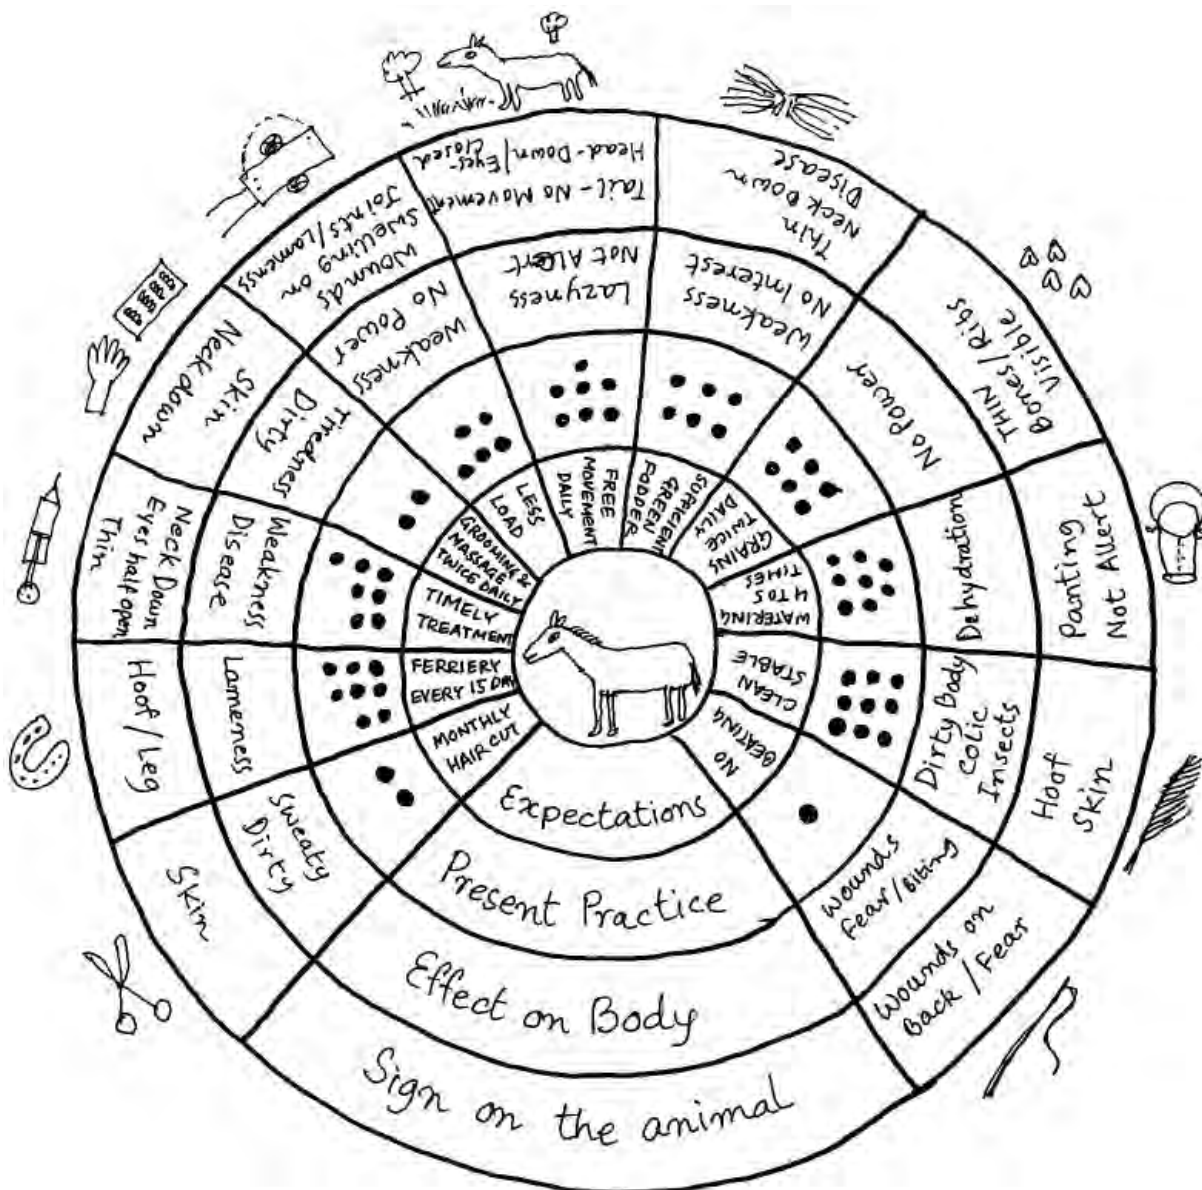 Expectations
MONTHLY
HAIR CUT
FERRIERY
EVERY 15 DAY
TIMELY
TREATMENT
GROOMING &
MASSAGE
TWICE DAILY
LESS
LOAD
FREE
MOVEMENT
DAILY
SUFFICIENT
GREEN
FODDER
GRAINS
TWICE
DAILY
WATERING
4 TO 5
TIMES
CLEAN
STABLE
NO
BEATING
Present Practice
Effect on Body
Sweaty
Dirty
Lameness
Weakness
Disease
Tiredness
Dirty
Weakness
No Power
Lazyness
Not Alert
Weakness
No Interest
No Power
Dehydration
Dirty Body
Colic
Insects
Wounds
Fear/Biting
Sign on the animal
Skin
Hoof/Leg
Neck Down
Eyes half open
Thin
Skin
Neck down
Wounds
Swelling on
Joints/Lamenss
Tail - No Movement
Head-Down/Eyes-
Closed
Thin
Neck Down
Disease
THIN
Bones/Ribs
Visible
Panting
Not Allert
Hoof
Skin
Wounds on
Back / Fear